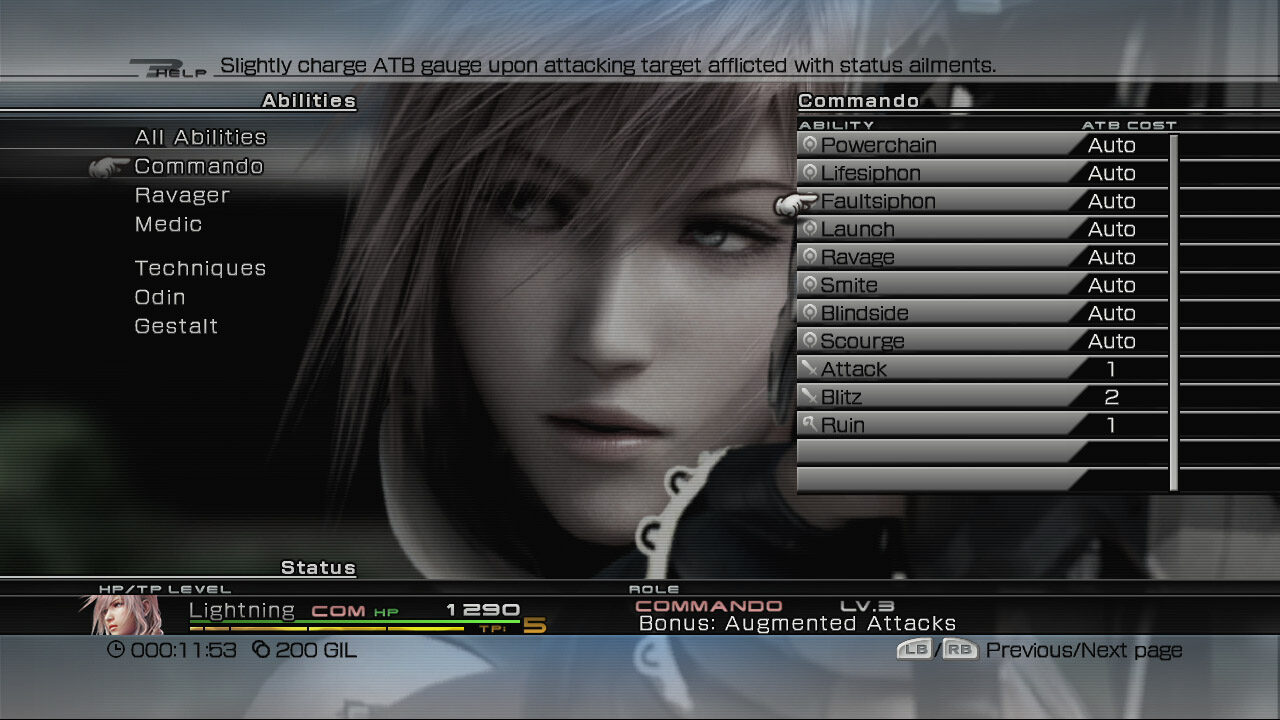 HELP Slightly charge ATB gauge upon attacking target afflicted with status ailments.
Abilities
All Abilities
Commando
Ravager
Medic
Techniques
Odin
Gestalt
Commando
ABILITY ATB COST
Powerchain Auto
Lifesiphon Auto
Faultsiphon Auto
Launch Auto
Ravage Auto
Smite Auto
Blindside Auto
Scourge Auto
Attack 1
Blitz 2
Ruin 1
Status
HP/TP LEVEL
Lightning COM HP 1290
TP: 5
ROLE
COMMANDO LV.3
Bonus: Augmented Attacks
000:11:53 200 GIL
LB/RB Previous/Next page